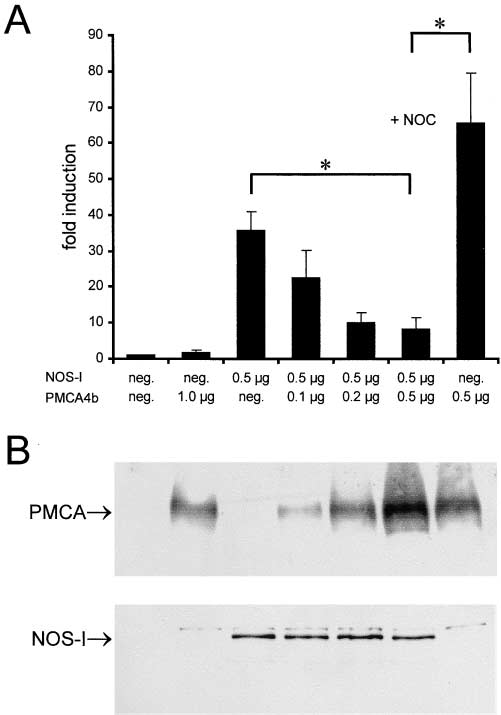 A
*
90
80
+ NOC
70
60
*
50
40
30
20
10
0
fold induction
NOS-I neg. neg. 0.5 µg 0.5 µg 0.5 µg 0.5 µg neg.
PMCA4b neg. 1.0 µg neg. 0.1 µg 0.2 µg 0.5 µg 0.5 µg
B
PMCA→
NOS-I→